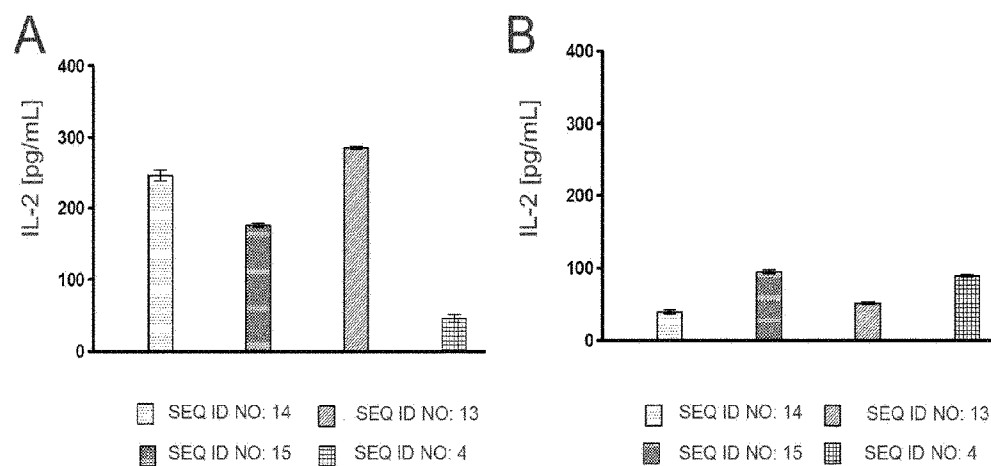 A
IL-2 [pg/mL]
400
300
200
100
0
SEQ ID NO: 14
SEQ ID NO: 13
SEQ ID NO: 15
SEQ ID NO: 4
B
IL-2 [pg/mL]
400
300
200
100
0
SEQ ID NO: 14
SEQ ID NO: 13
SEQ ID NO: 15
SEQ ID NO: 4